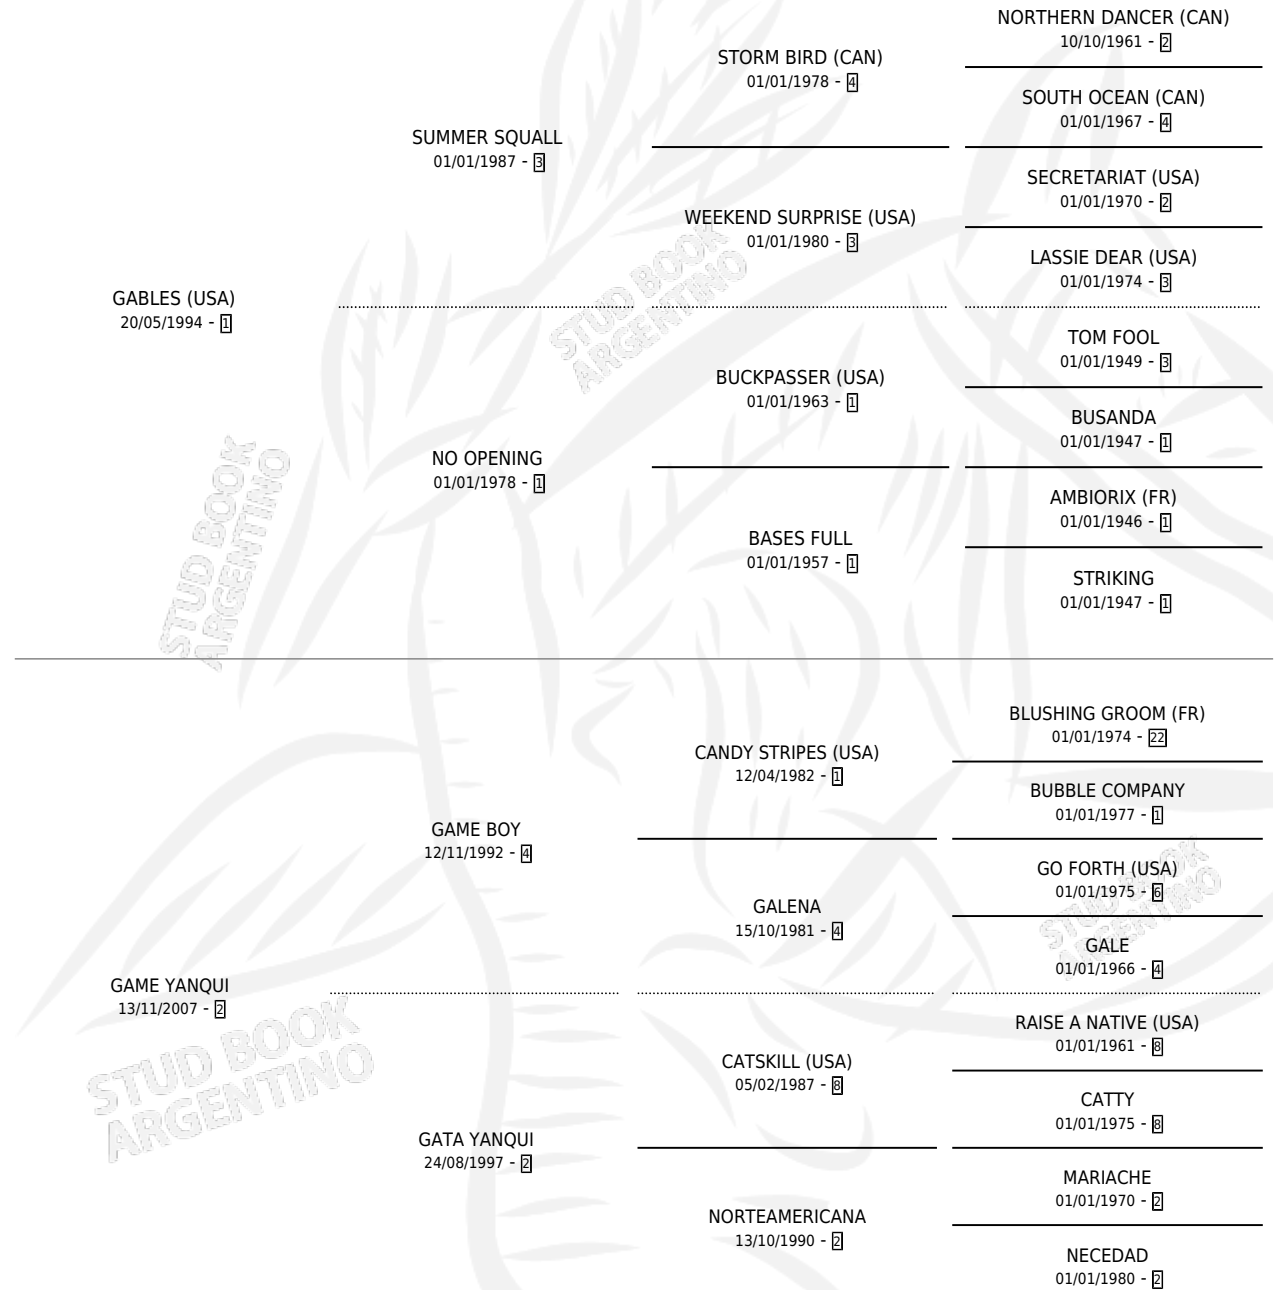 NORTHERN DANCER (CAN)
10/10/1961 - 2
STORM BIRD (CAN)
01/01/1978 - 4
SOUTH OCEAN (CAN)
01/01/1967 - 4
SUMMER SQUALL
01/01/1987 - 3
SECRETARIAT (USA)
01/01/1970 - 2
WEEKEND SURPRISE (USA)
01/01/1980 - 3
LASSIE DEAR (USA)
01/01/1974 - 3
GABLES (USA)
20/05/1994 - 1
TOM FOOL
01/01/1949 - 3
BUCKPASSER (USA)
01/01/1963 - 1
BUSANDA
01/01/1947 - 1
NO OPENING
01/01/1978 - 1
AMBIORIX (FR)
01/01/1946 - 1
BASES FULL
01/01/1957 - 1
STRIKING
01/01/1947 - 1
STUD BOOK
ARGENTINO
STUD BOOK
ARGENTINO
BLUSHING GROOM (FR)
01/01/1974 - 22
CANDY STRIPES (USA)
12/04/1982 - 1
BUBBLE COMPANY
01/01/1977 - 1
GAME BOY
12/11/1992 - 4
GO FORTH (USA)
01/01/1975 - 6
GALENA
15/10/1981 - 4
GALE
01/01/1966 - 4
GAME YANQUI
13/11/2007 - 2
RAISE A NATIVE (USA)
01/01/1961 - 8
CATSKILL (USA)
05/02/1987 - 8
CATTY
01/01/1975 - 8
GATA YANQUI
24/08/1997 - 2
MARIACHE
01/01/1970 - 2
NORTEAMERICANA
13/10/1990 - 2
NECEDAD
01/01/1980 - 2
STUD BOOK
ARGENTINO
STUD BOOK
ARGENTINO